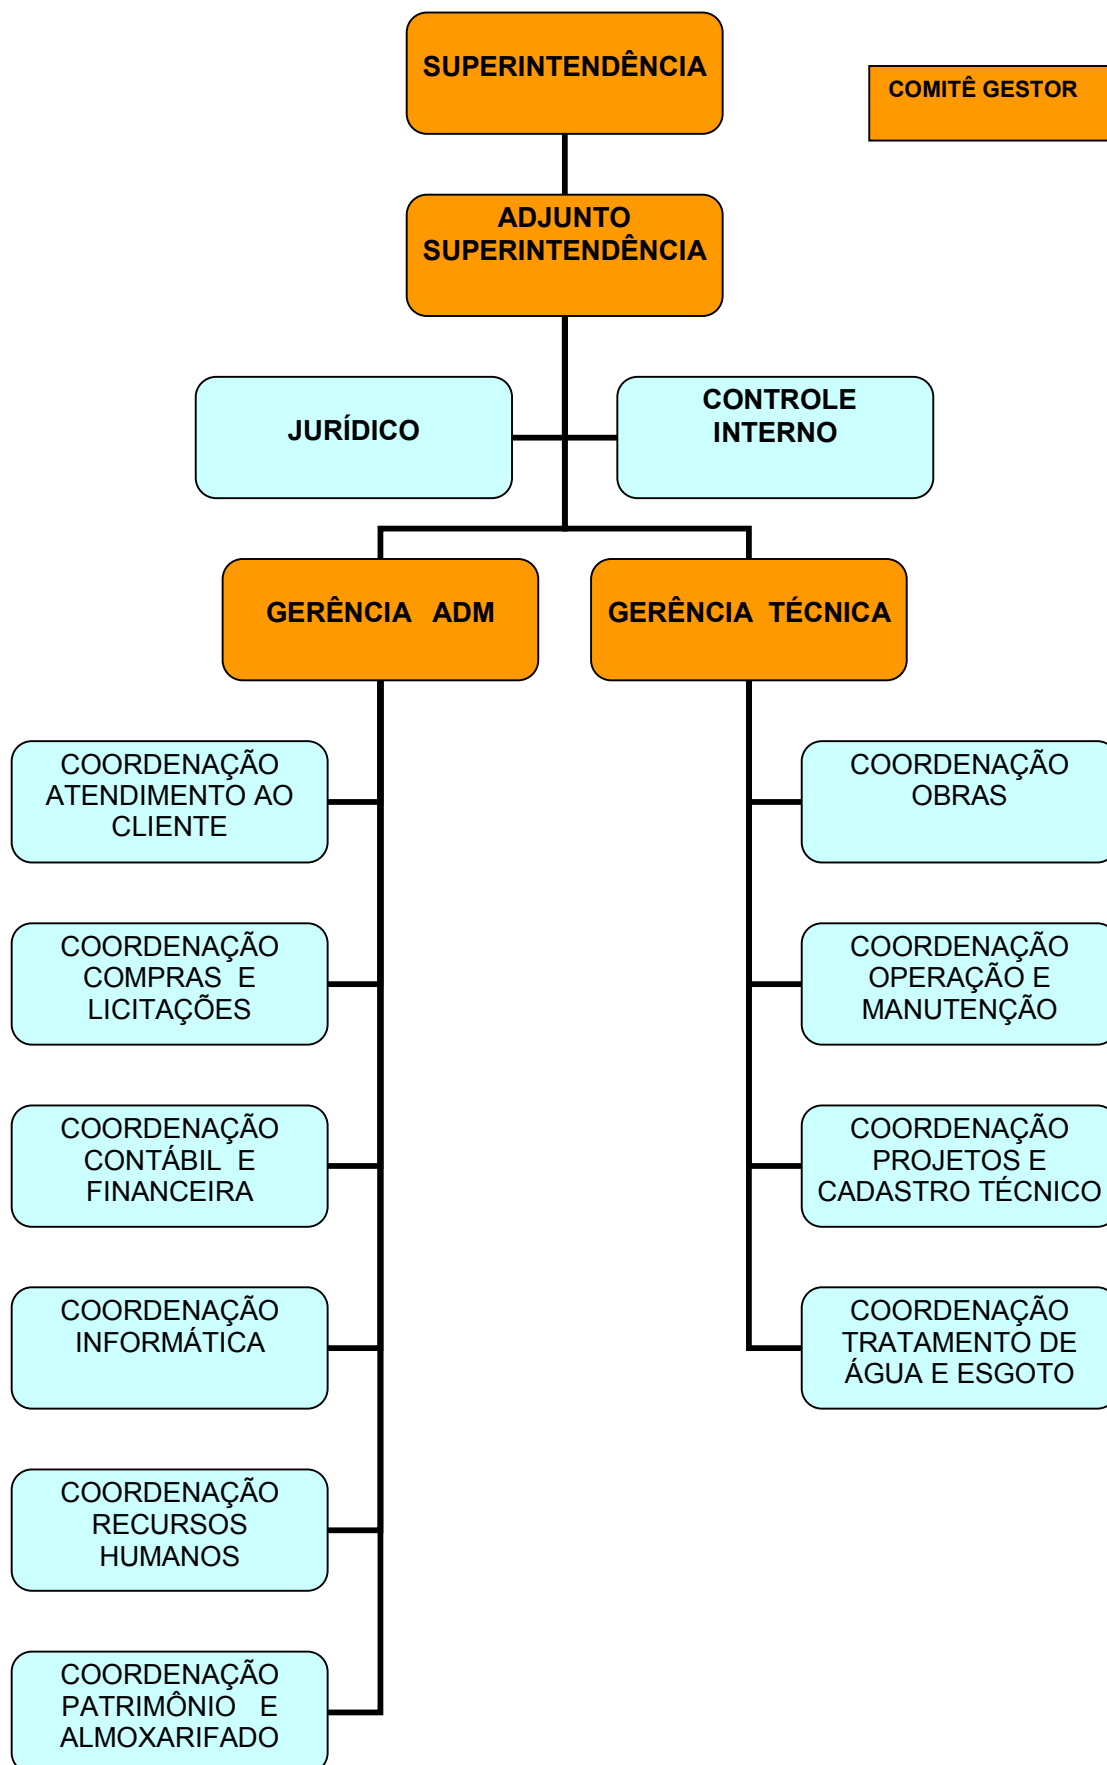 SUPERINTENDÊNCIA
COMITÊ GESTOR
ADJUNTO
SUPERINTENDÊNCIA
JURÍDICO
CONTROLE
INTERNO
GERÊNCIA ADM
GERÊNCIA TÉCNICA
COORDENAÇÃO
ATENDIMENTO AO
CLIENTE
COORDENAÇÃO
OBRAS
COORDENAÇÃO
COMPRAS E
LICITAÇÕES
COORDENAÇÃO
OPERAÇÃO E
MANUTENÇÃO
COORDENAÇÃO
CONTÁBIL E
FINANCEIRA
COORDENAÇÃO
PROJETOS E
CADASTRO TÉCNICO
COORDENAÇÃO
INFORMÁTICA
COORDENAÇÃO
TRATAMENTO DE
ÁGUA E ESGOTO
COORDENAÇÃO
RECURSOS
HUMANOS
COORDENAÇÃO
PATRIMÔNIO E
ALMOXARIFADO